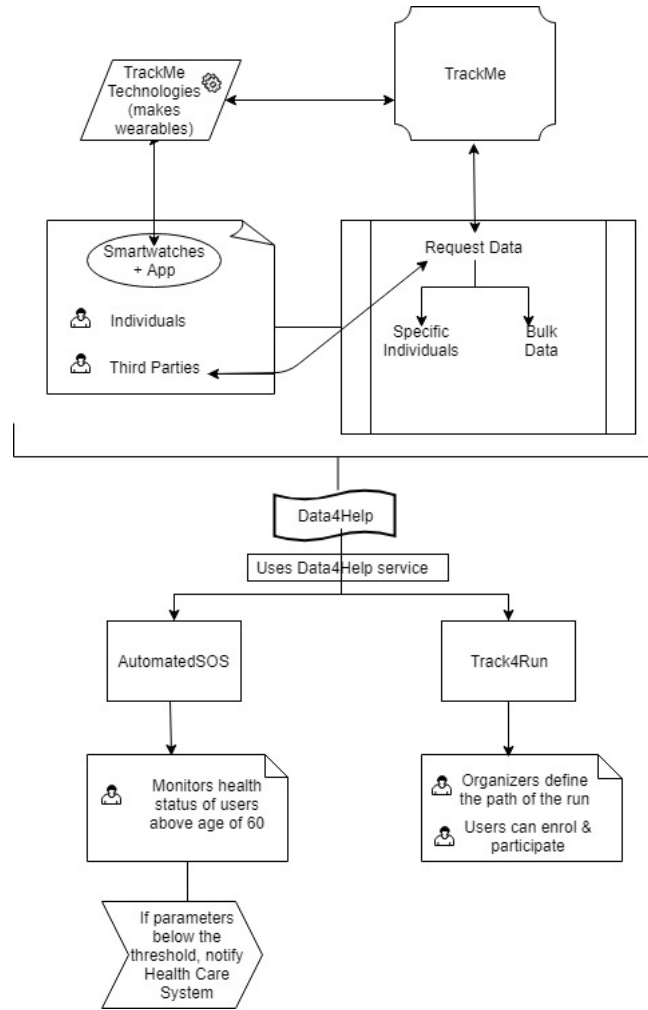 TrackMe
Technologies
(makes
wearables)
TrackMe
Smartwatches
+ App
Individuals
Third Parties
Request Data
Specific
Individuals
Bulk
Data
Data4Help
Uses Data4Help service
AutomatedSOS
Track4Run
Monitors health
status of users
above age of 60
Organizers define
the path of the run
Users can enrol &
participate
If parameters
below the
threshold, notify
Health Care
System